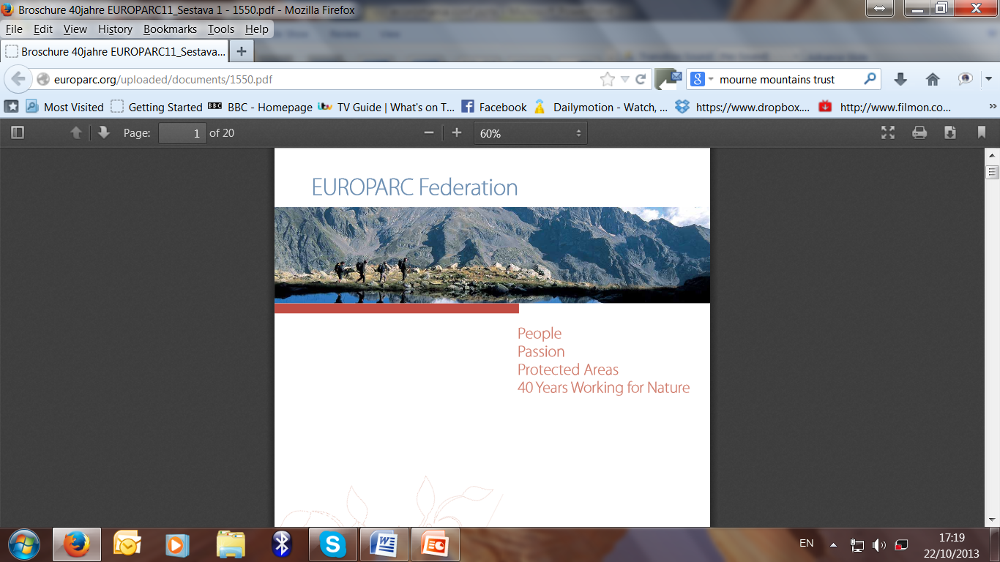 Broschure 40jahre EUROPARC11_Sestava 1 - 1550.pdf - Mozilla Firefox
File Edit View History Bookmarks Tools Help
Broschure 40jahre EUROPARC11_Sestava...
europarc.org/uploaded/documents/1550.pdf
mourne mountains trust
Most Visited Getting Started BBC - Homepage TV Guide | What's on T... Facebook Dailymotion - Watch, ... https://www.dropbox.... http://www.filmon.co...
Page: 1 of 20 60%
EUROPARC Federation
People
Passion
Protected Areas
40 Years Working for Nature
EN
17:19
22/10/2013